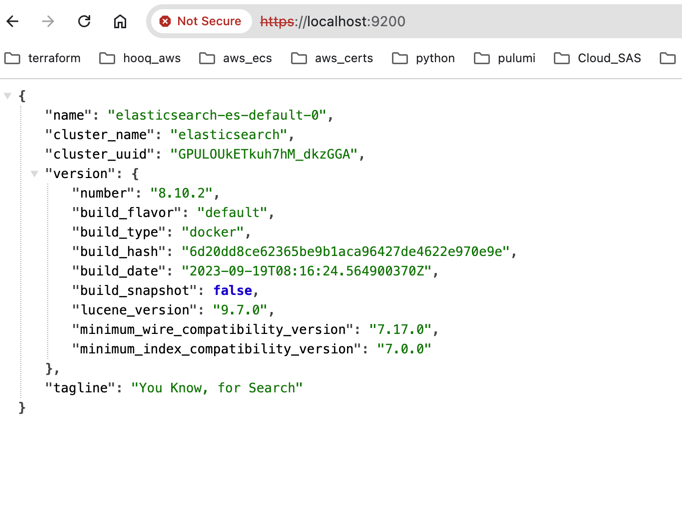 Not Secure https://localhost:9200
terraform hooq_aws aws_ecs aws_certs python pulumi Cloud_SAS
{
"name": "elasticsearch-es-default-0",
"cluster_name": "elasticsearch",
"cluster_uuid": "GPULOUkETkuh7hM_dkzGGA",
"version": {
"number": "8.10.2",
"build_flavor": "default",
"build_type": "docker",
"build_hash": "6d20dd8ce62365be9b1aca96427de4622e970e9e",
"build_date": "2023-09-19T08:16:24.564900370Z",
"build_snapshot": false,
"lucene_version": "9.7.0",
"minimum_wire_compatibility_version": "7.17.0",
"minimum_index_compatibility_version": "7.0.0"
},
"tagline": "You Know, for Search"
}